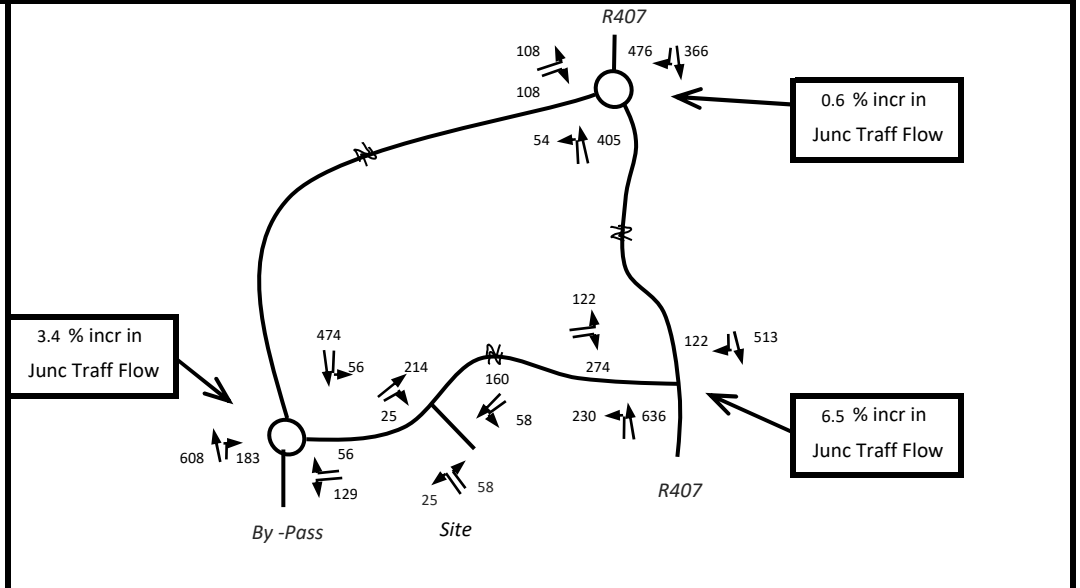 R407
108
476
366
108
0.6 % incr in
Junc Traff Flow
54
405
122
3.4 % incr in
Junc Traff Flow
474
56
214
122
513
274
160
25
58
230
636
6.5 % incr in
Junc Traff Flow
608
183
56
129
58
25
R407
By -Pass
Site